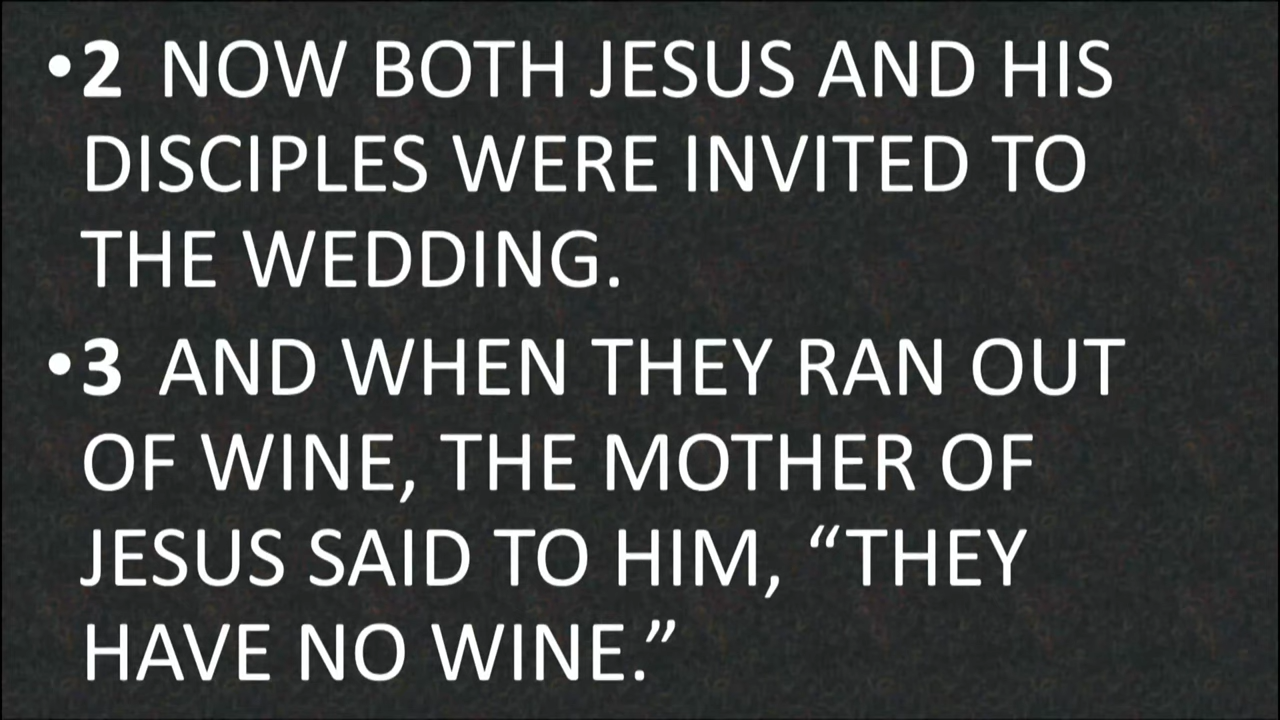 •2 NOW BOTH JESUS AND HIS
DISCIPLES WERE INVITED TO
THE WEDDING.
•3 AND WHEN THEY RAN OUT
OF WINE, THE MOTHER OF
JESUS SAID TO HIM, “THEY
HAVE NO WINE.”